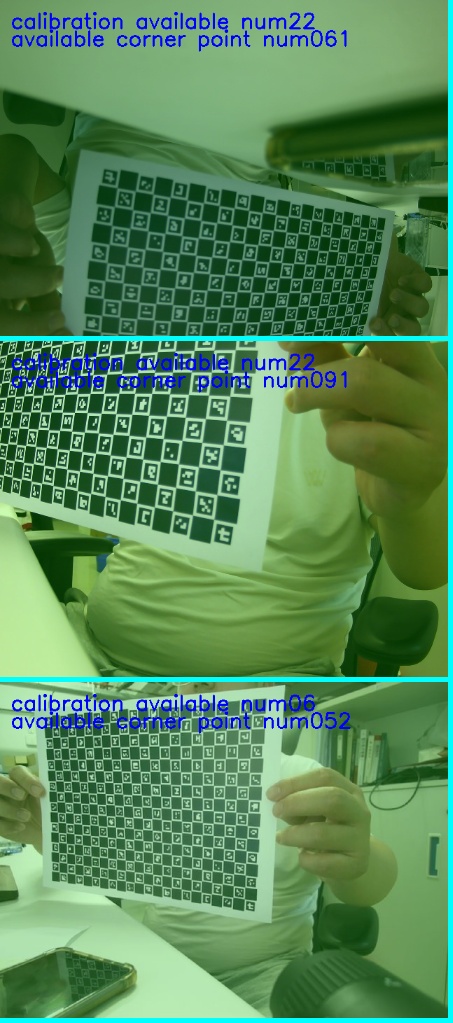 calibration available num22
available corner point num061
calibration available num22
available corner point num091
calibration available num06
available corner point num052